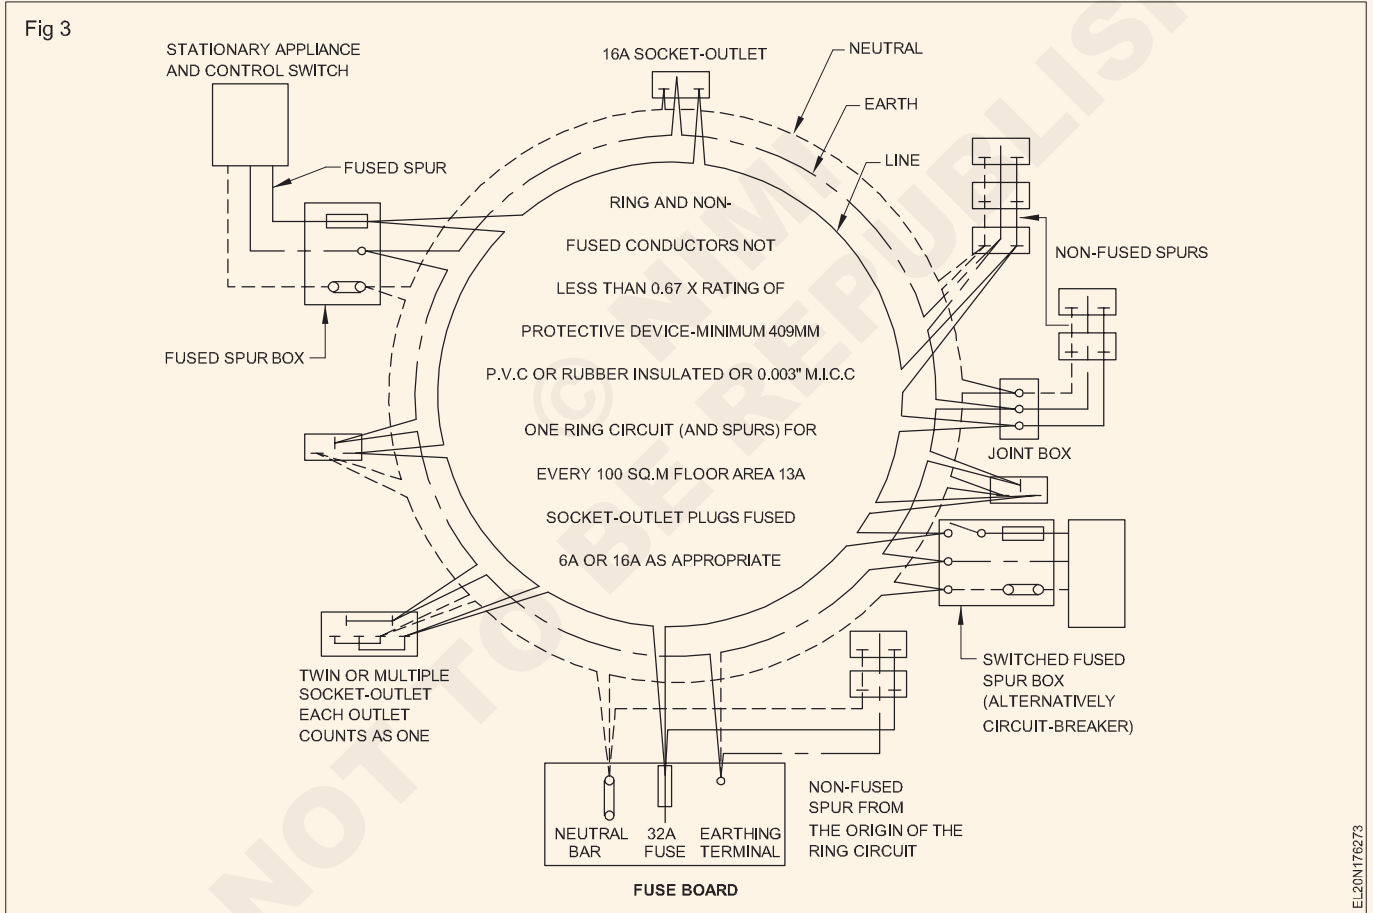 Fig 3
STATIONARY APPLIANCE
AND CONTROL SWITCH
16A SOCKET-OUTLET
NEUTRAL
EARTH
LINE
FUSED SPUR
FUSED SPUR BOX
RING AND NON-
FUSED CONDUCTORS NOT
LESS THAN 0.67 X RATING OF
PROTECTIVE DEVICE-MINIMUM 409MM
P.V.C OR RUBBER INSULATED OR 0.003" M.I.C.C
ONE RING CIRCUIT (AND SPURS) FOR
EVERY 100 SQ.M FLOOR AREA 13A
SOCKET-OUTLET PLUGS FUSED
6A OR 16A AS APPROPRIATE
NON-FUSED SPURS
JOINT BOX
SWITCHED FUSED
SPUR BOX
(ALTERNATIVELY
CIRCUIT-BREAKER)
TWIN OR MULTIPLE
SOCKET-OUTLET
EACH OUTLET
COUNTS AS ONE
NEUTRAL
BAR
32A
FUSE
EARTHING
TERMINAL
NON-FUSED
SPUR FROM
THE ORIGIN OF THE
RING CIRCUIT
FUSE BOARD
EL20N176273
© NIMI
NOT TO BE REPUBLISH